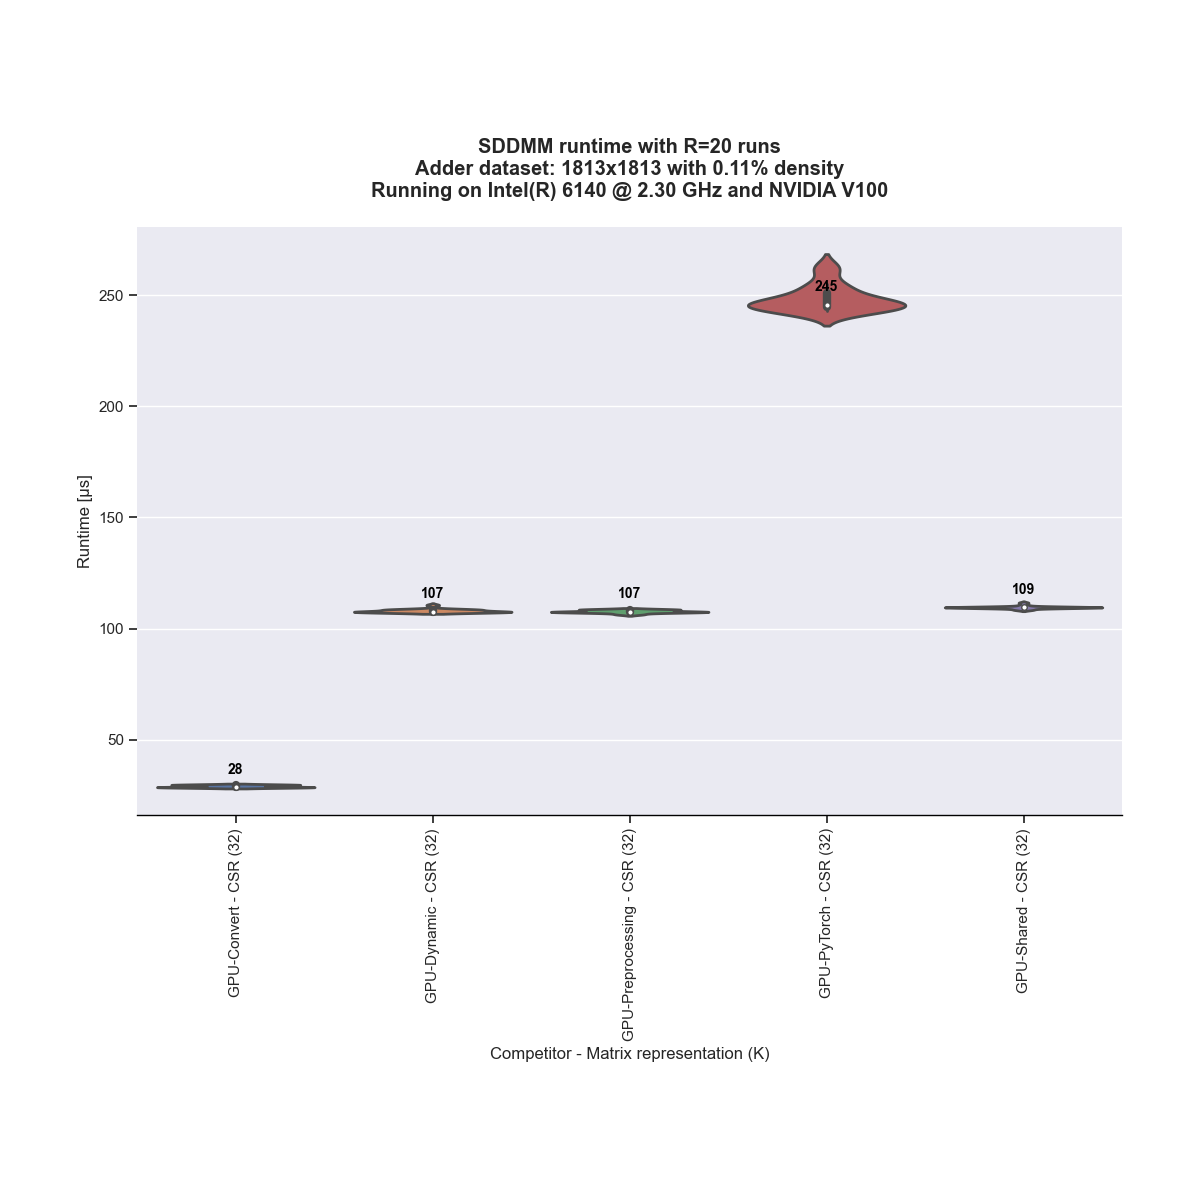 SDDMM runtime with R=20 runs
Adder dataset: 1813x1813 with 0.11% density
Running on Intel(R) 6140 @ 2.30 GHz and NVIDIA V100
Runtime [µs]
250
200
150
100
50
28
107
107
245
109
GPU-Convert - CSR (32)
GPU-Dynamic - CSR (32)
GPU-Preprocessing - CSR (32)
GPU-PyTorch - CSR (32)
GPU-Shared - CSR (32)
Competitor - Matrix representation (K)